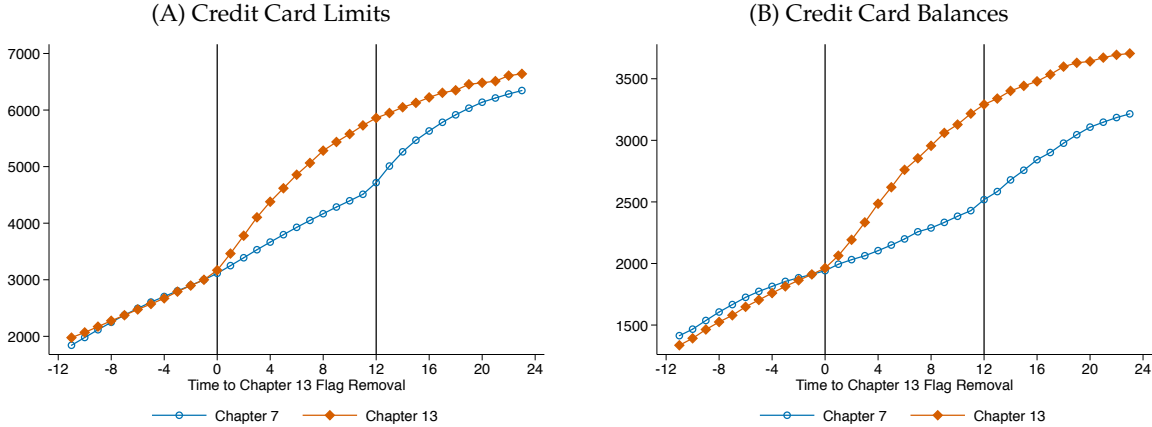 (A) Credit Card Limits
7000
6000
5000
4000
3000
2000
-12 -8 -4 0 4 8 12 16 20 24
Time to Chapter 13 Flag Removal
Chapter 7 Chapter 13
(B) Credit Card Balances
3500
3000
2500
2000
1500
-12 -8 -4 0 4 8 12 16 20 24
Time to Chapter 13 Flag Removal
Chapter 7 Chapter 13